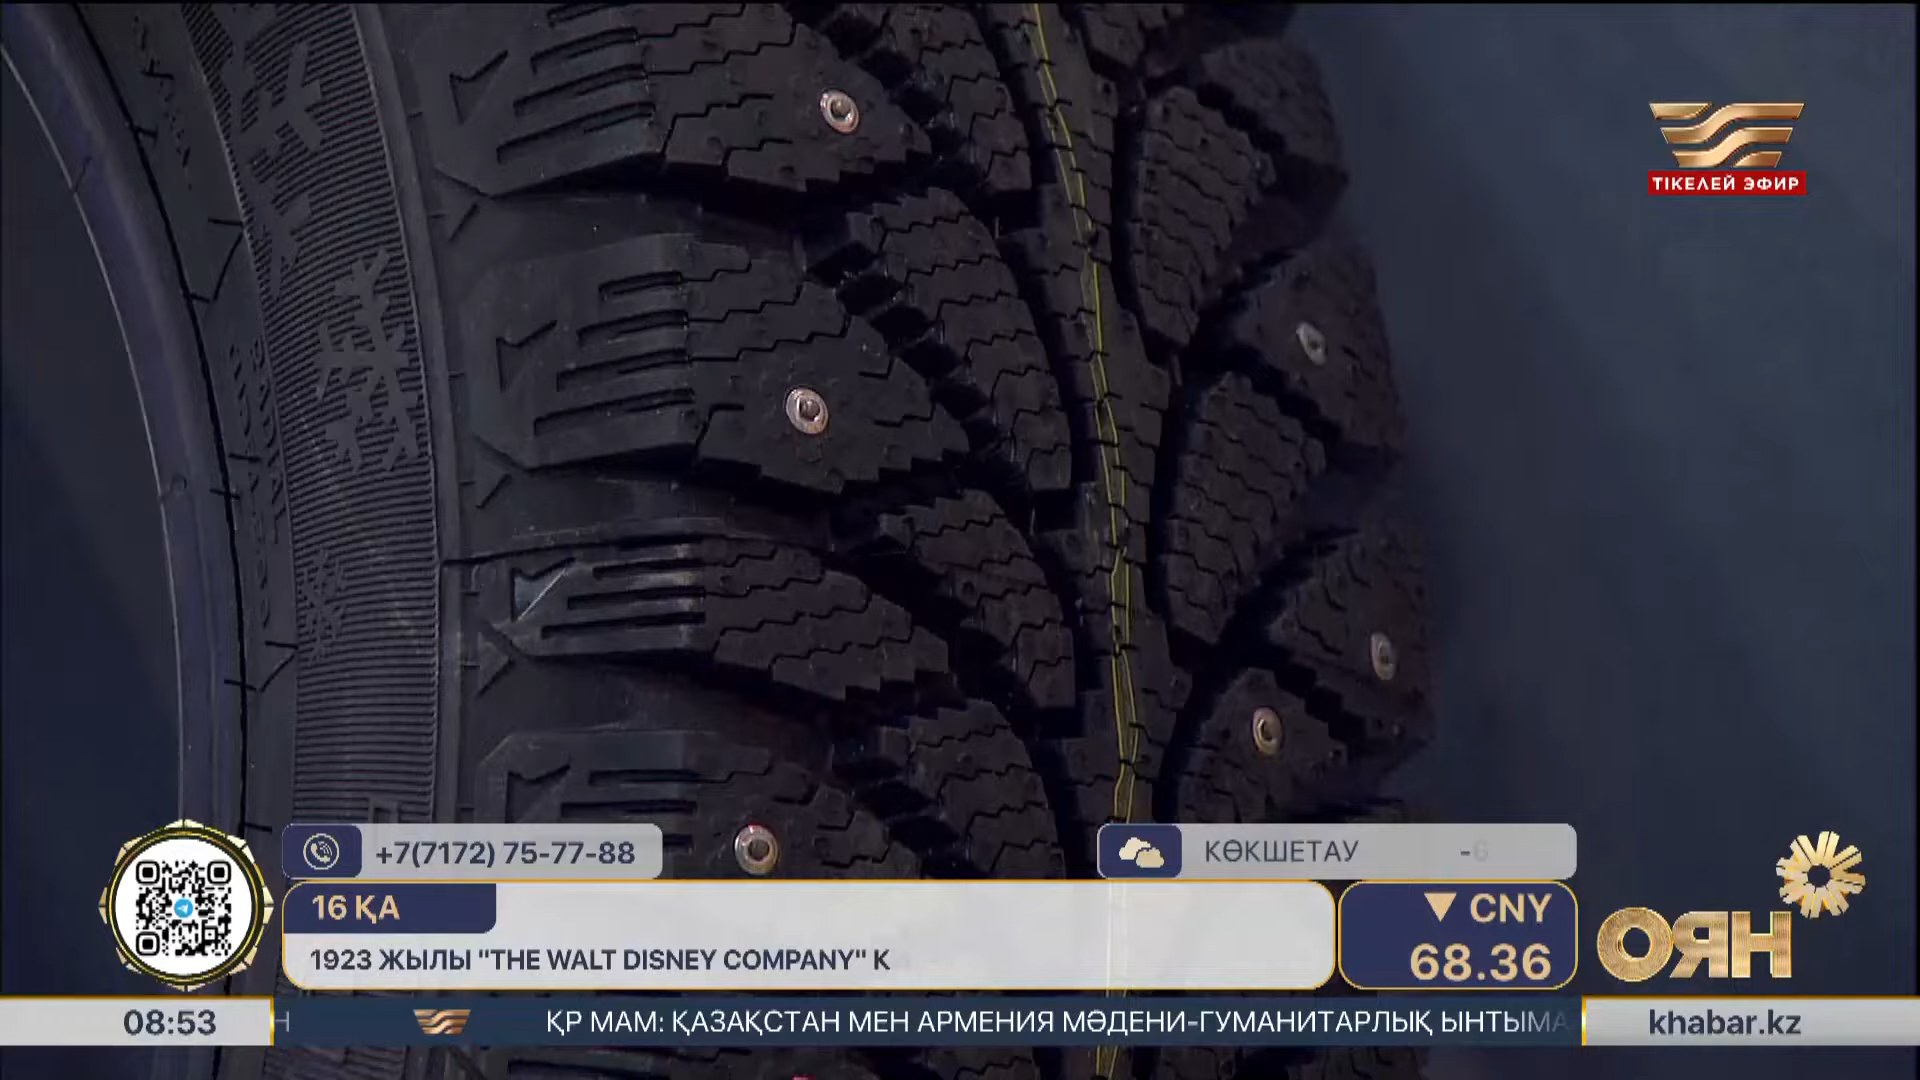 ТІКЕЛЕЙ ЭФИР
+7(7172) 75-77-88
КӨКШЕТАУ -6
16 ҚА
1923 ЖЫЛЫ "THE WALT DISNEY COMPANY" К
CNY
68.36
ОЯН
08:53
Н ҚР МАМ: ҚАЗАҚСТАН МЕН АРМЕНИЯ МӘДЕНИ-ГУМАНИТАРЛЫҚ ЫНТЫМА
khabar.kz